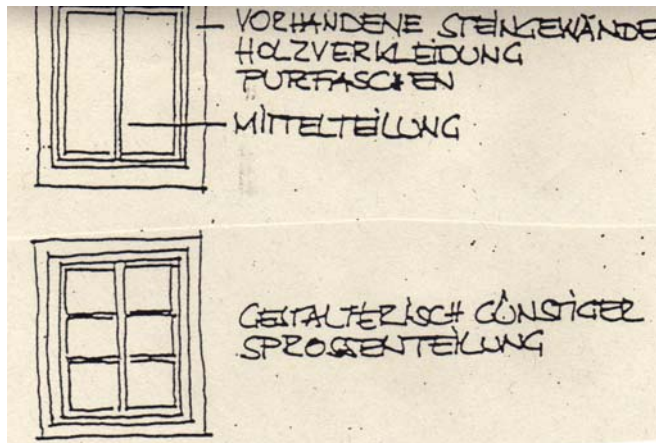 VORHANDENE STEINGEWÄNDE
HOLZVERKLEIDUNG
PUTZFASCHEN
MITTELTEILUNG
GESTALTERISCH GÜNSTIGER
SPROSSENTEILUNG